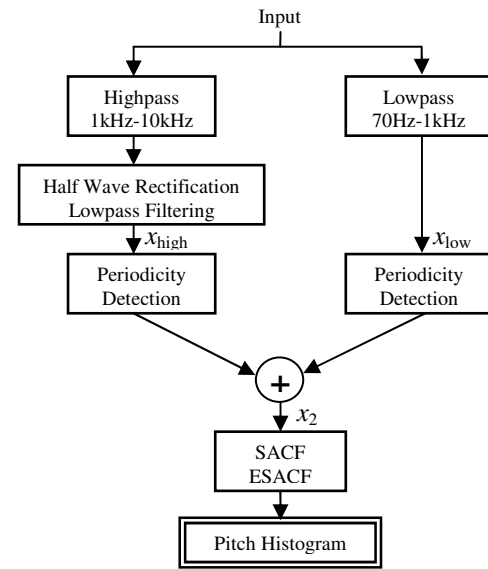 Input
Highpass
1kHz-10kHz
Lowpass
70Hz-1kHz
Half Wave Rectification
Lowpass Filtering
x_high
x_low
Periodicity
Detection
Periodicity
Detection
+
x_2
SACF
ESACF
Pitch Histogram